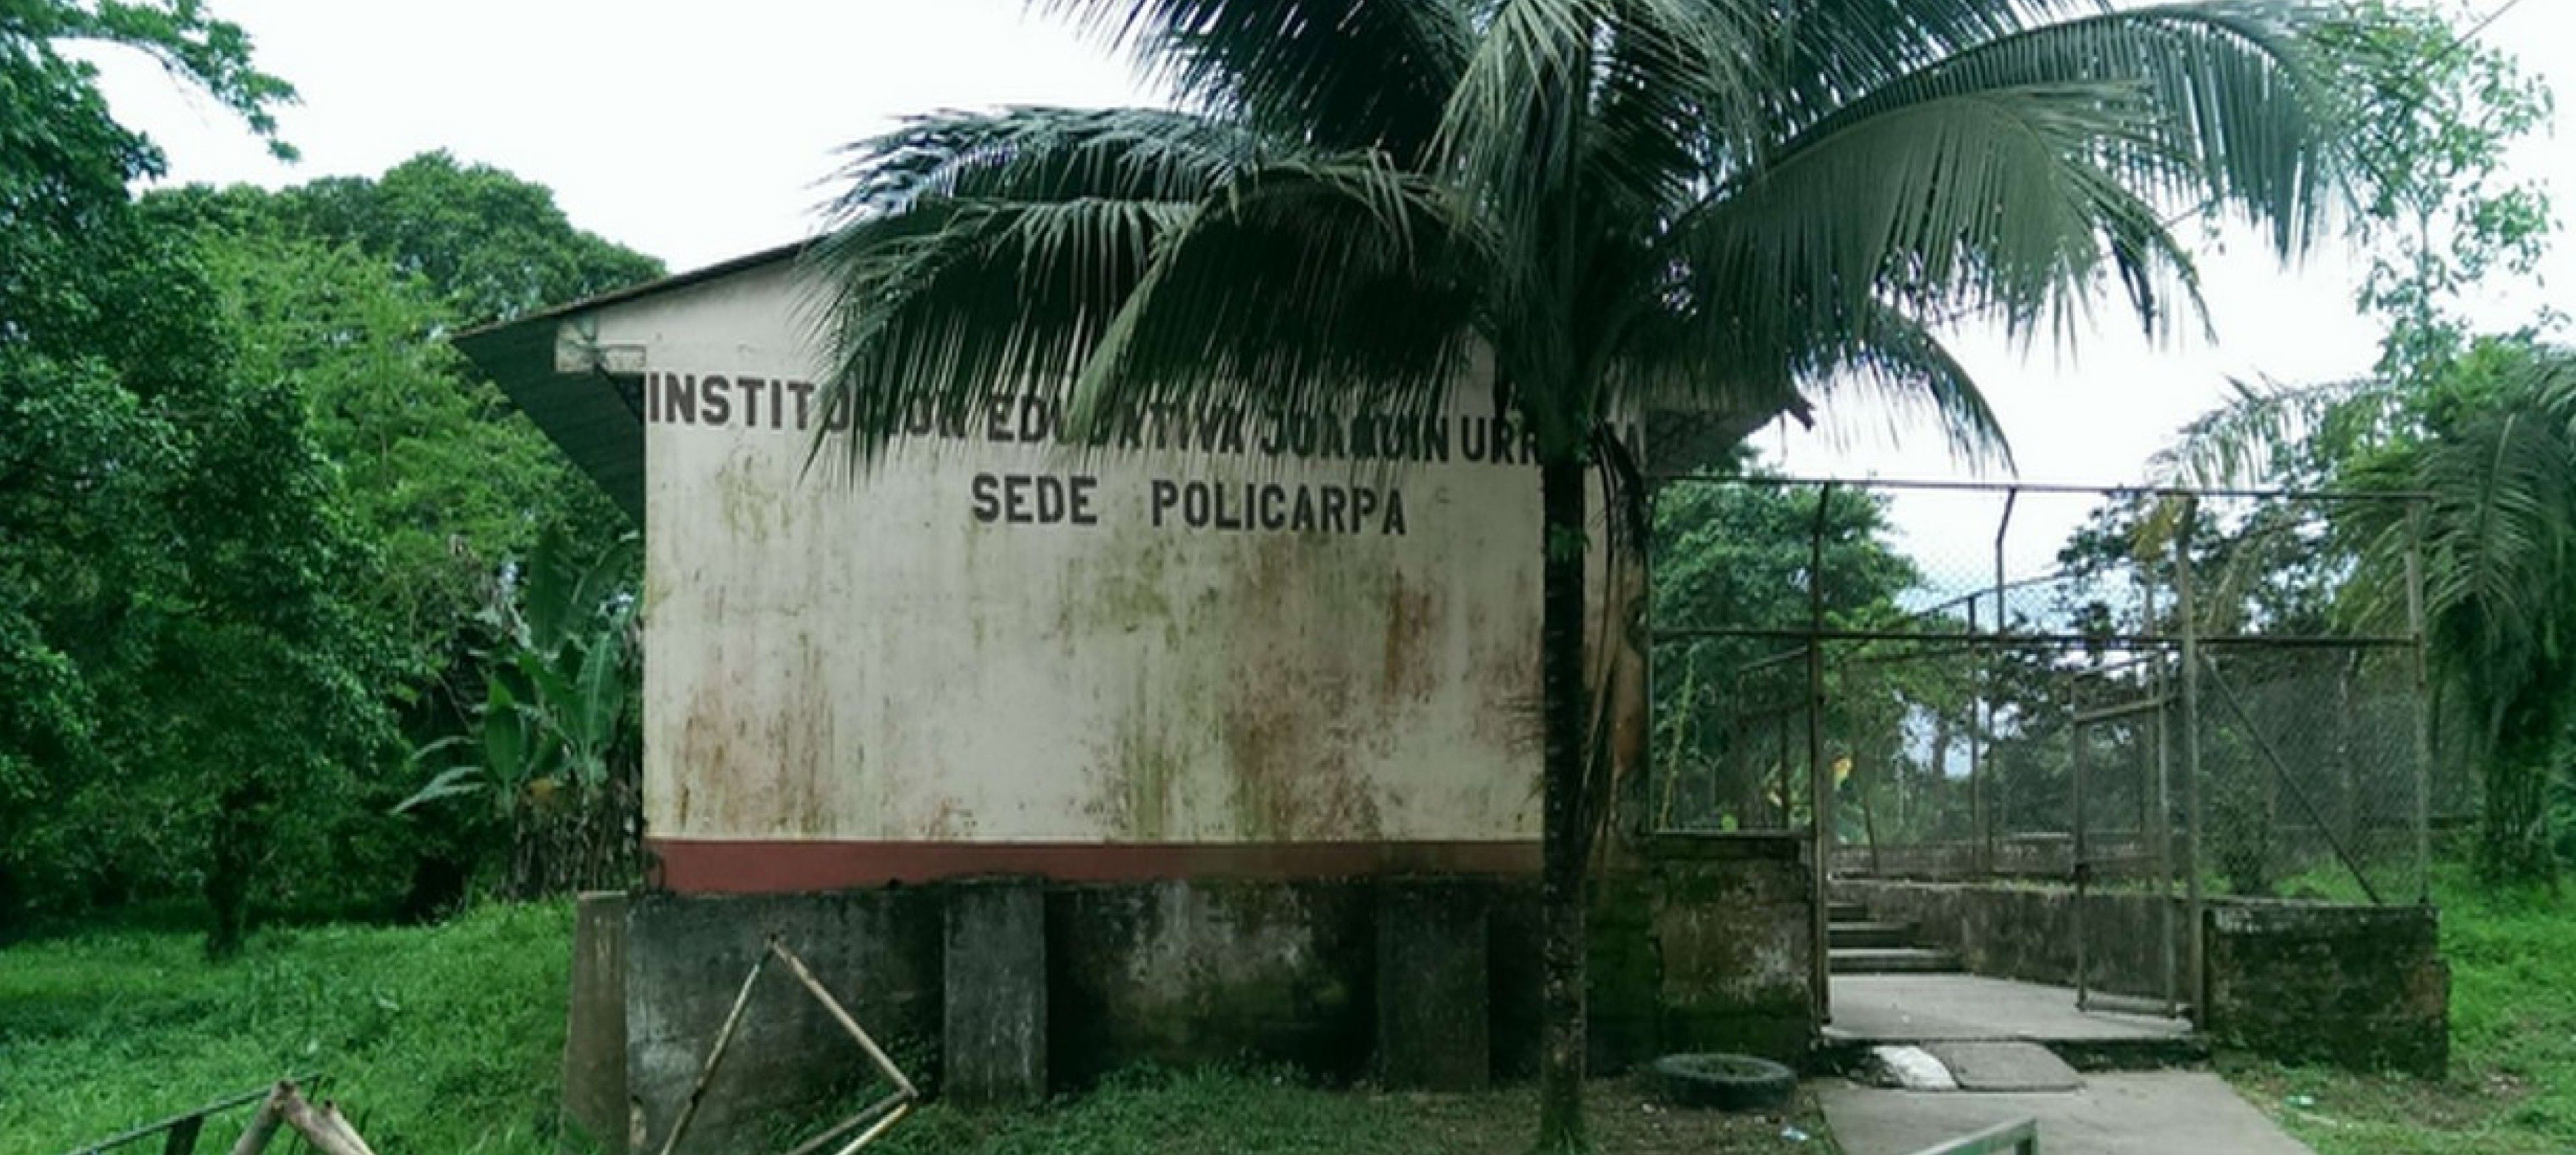 INSTITUCION EDUCATIVA JOAQUIN
SEDE POLICARPA